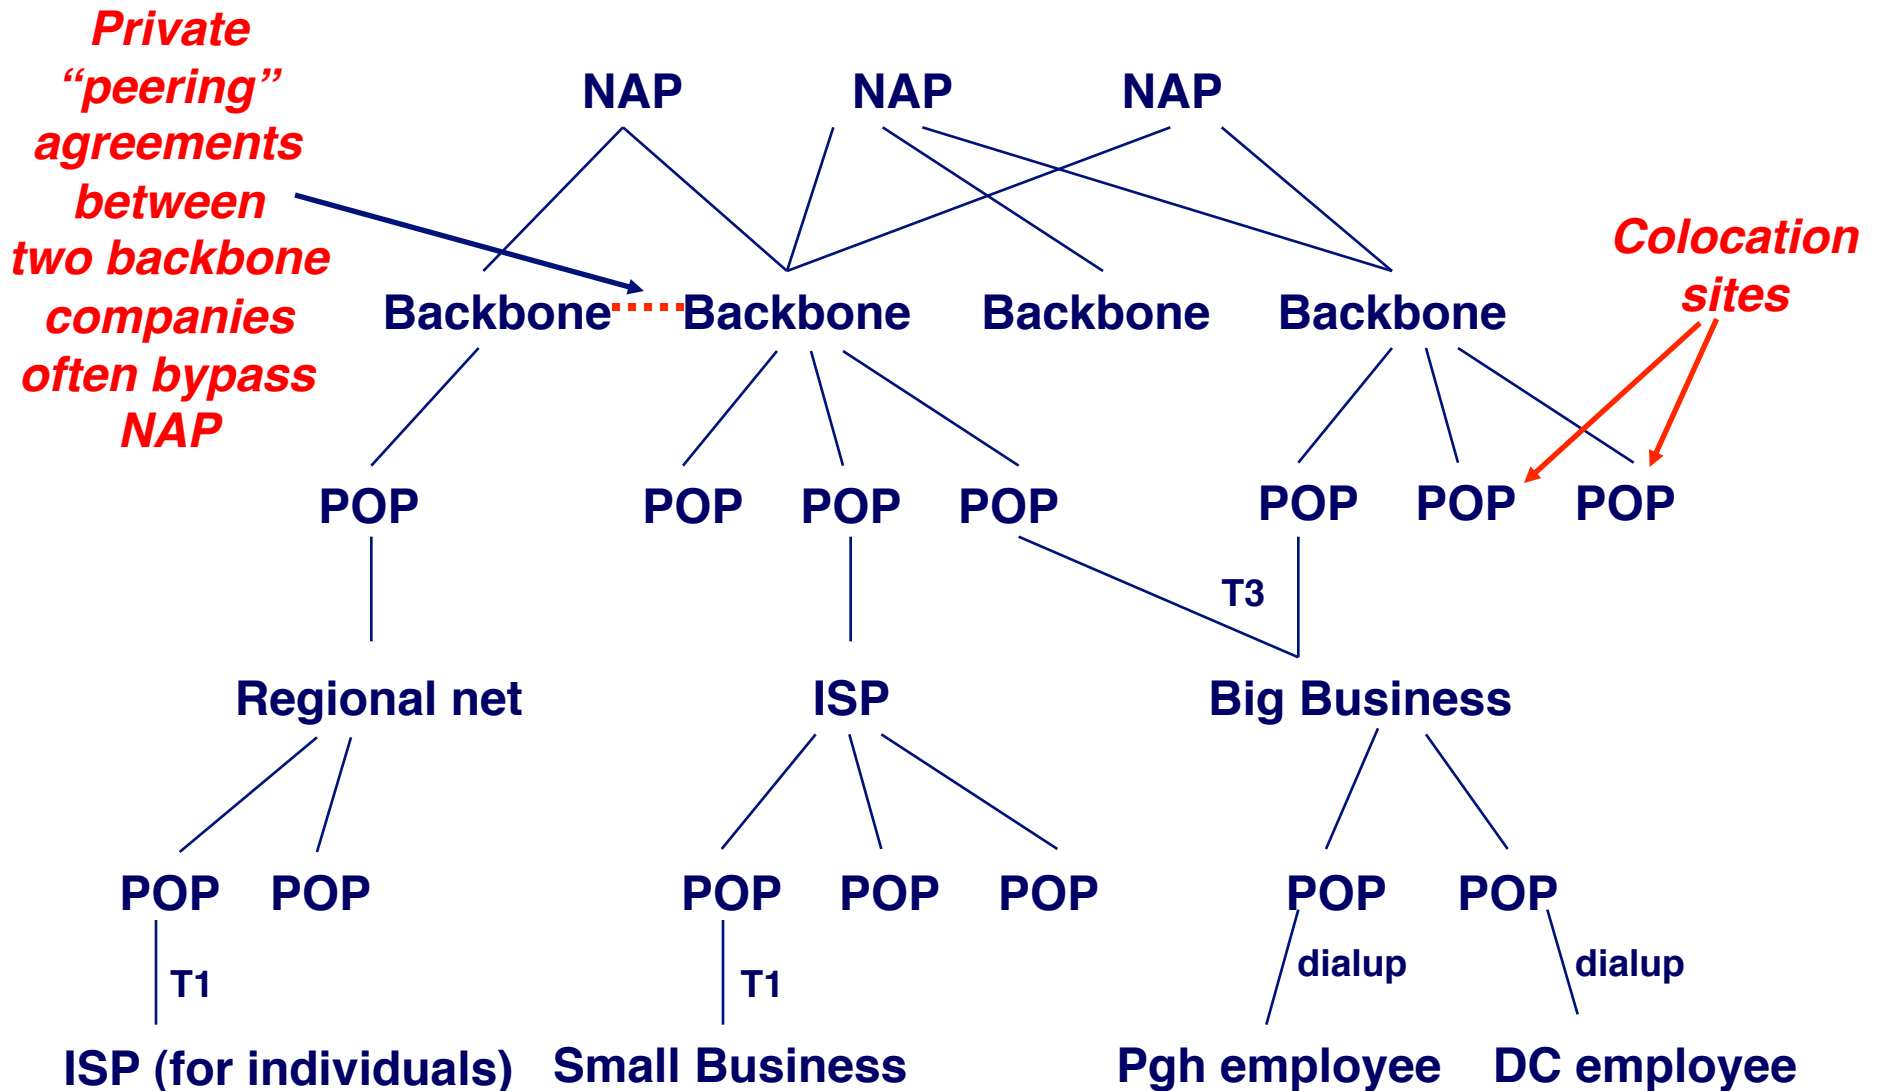 Private
“peering”
agreements
between
two backbone
companies
often bypass
NAP
NAP NAP NAP
Colocation
sites
Backbone Backbone Backbone Backbone
POP POP POP POP POP POP POP
T3
Regional net ISP Big Business
POP POP POP POP POP POP POP
T1 T1 dialup dialup
ISP (for individuals) Small Business Pgh employee DC employee